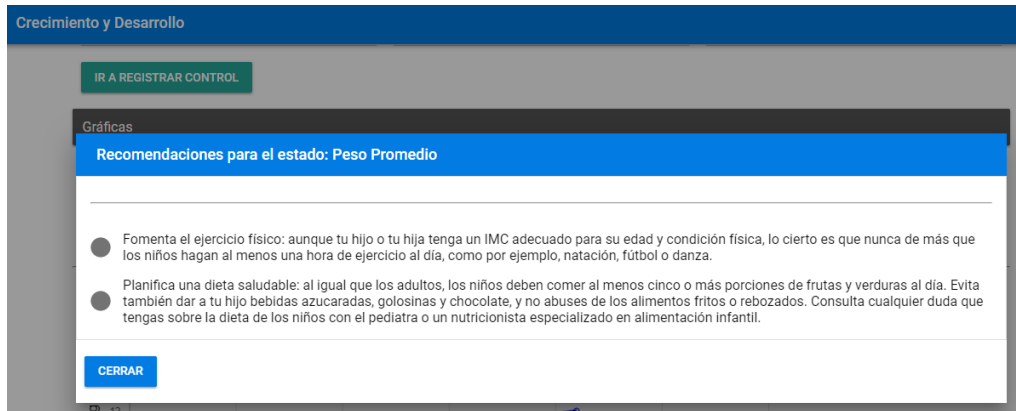 Crecimiento y Desarrollo
IR A REGISTRAR CONTROL
Gráficas
Recomendaciones para el estado: Peso Promedio
Fomenta el ejercicio físico: aunque tu hijo o tu hija tenga un IMC adecuado para su edad y condición física, lo cierto es que nunca de más que
los niños hagan al menos una hora de ejercicio al día, como por ejemplo, natación, fútbol o danza.
Planifica una dieta saludable: al igual que los adultos, los niños deben comer al menos cinco o más porciones de frutas y verduras al día. Evita
también dar a tu hijo bebidas azucaradas, golosinas y chocolate, y no abuses de los alimentos fritos o rebozados. Consulta cualquier duda que
tengas sobre la dieta de los niños con el pediatra o un nutricionista especializado en alimentación infantil.
CERRAR